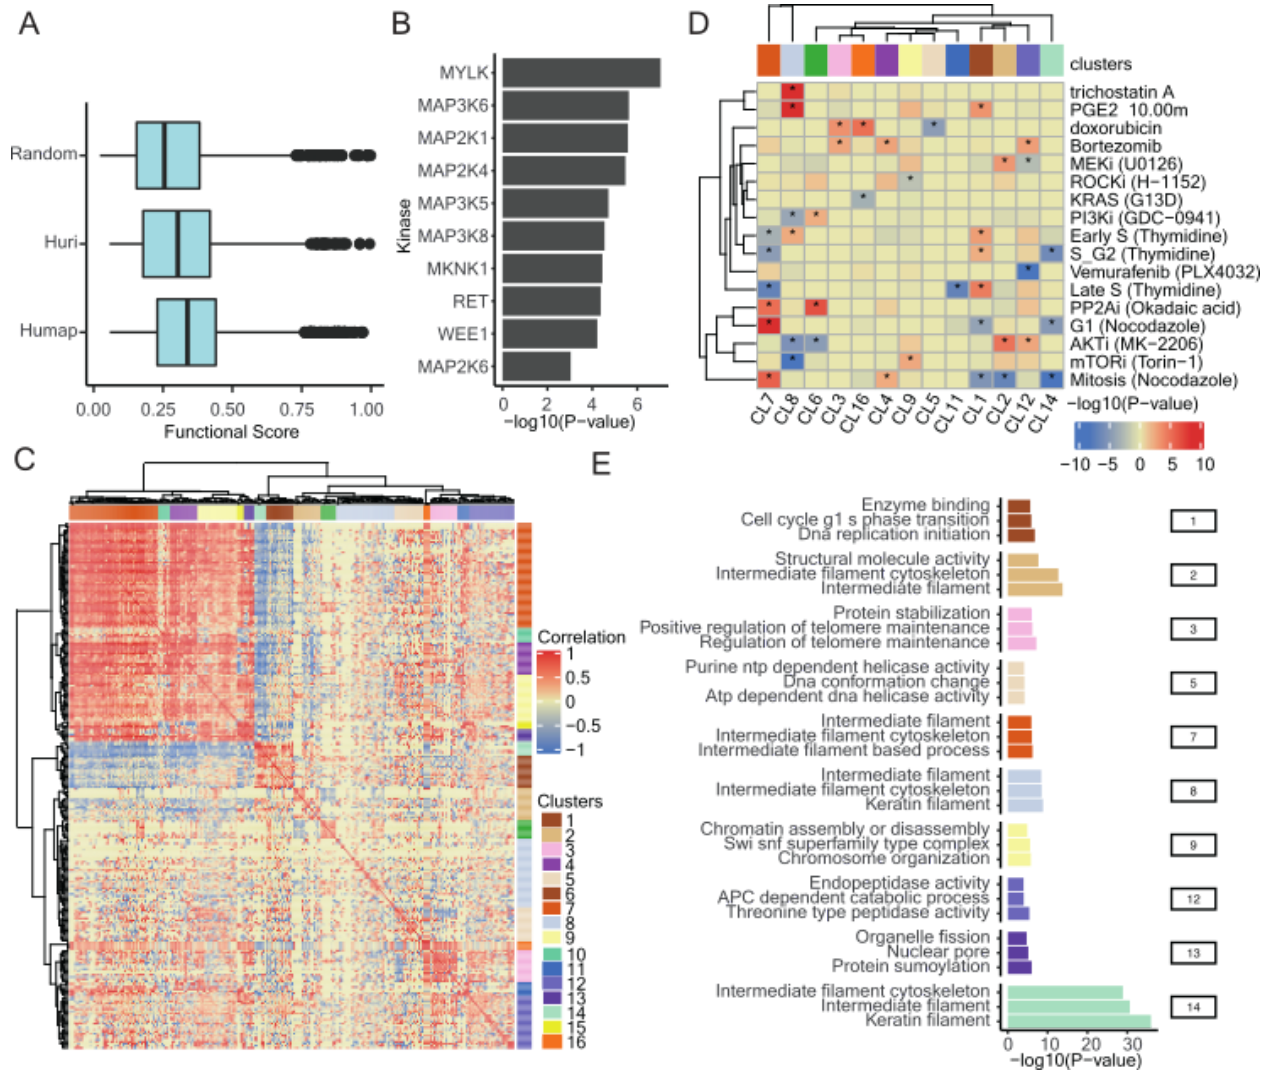 A
Random
Huri
Humap
0.00 0.25 0.50 0.75 1.00
Functional Score
B
Kinase
MYLK
MAP3K6
MAP2K1
MAP2K4
MAP3K5
MAP3K8
MKNK1
RET
WEE1
MAP2K6
0 2 4 6
−log10(P−value)
D
clusters
trichostatin A
PGE2 10.00m
doxorubicin
Bortezomib
MEKi (U0126)
ROCKi (H−1152)
KRAS (G13D)
PI3Ki (GDC−0941)
Early S (Thymidine)
S_G2 (Thymidine)
Vemurafenib (PLX4032)
Late S (Thymidine)
PP2Ai (Okadaic acid)
G1 (Nocodazole)
AKTi (MK−2206)
mTORi (Torin−1)
Mitosis (Nocodazole)
CL7 CL8 CL6 CL3 CL16 CL4 CL9 CL5 CL11 CL1 CL2 CL12 CL14
−log10(P−value)
−10 −5 0 5 10
C
Correlation
1
0.5
0
−0.5
−1
Clusters
1
2
3
4
5
6
7
8
9
10
11
12
13
14
15
16
E
Enzyme binding
Cell cycle g1 s phase transition
Dna replication initiation
1
Structural molecule activity
Intermediate filament cytoskeleton
Intermediate filament
2
Protein stabilization
Positive regulation of telomere maintenance
Regulation of telomere maintenance
3
Purine ntp dependent helicase activity
Dna conformation change
Atp dependent dna helicase activity
5
Intermediate filament
Intermediate filament cytoskeleton
Intermediate filament based process
7
Intermediate filament
Intermediate filament cytoskeleton
Keratin filament
8
Chromatin assembly or disassembly
Swi snf superfamily type complex
Chromosome organization
9
Endopeptidase activity
APC dependent catabolic process
Threonine type peptidase activity
12
Organelle fission
Nuclear pore
Protein sumoylation
13
Intermediate filament cytoskeleton
Intermediate filament
Keratin filament
14
0 10 20 30
−log10(P−value)